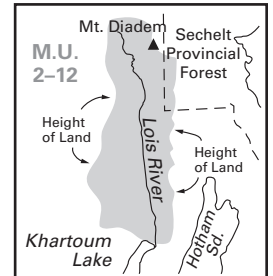 Mt. Diadem
M.U.
2–12
Sechelt
Provincial
Forest
Height
of Land
Lois River
Height
of Land
Khartoum
Lake
Hotham
Sd.